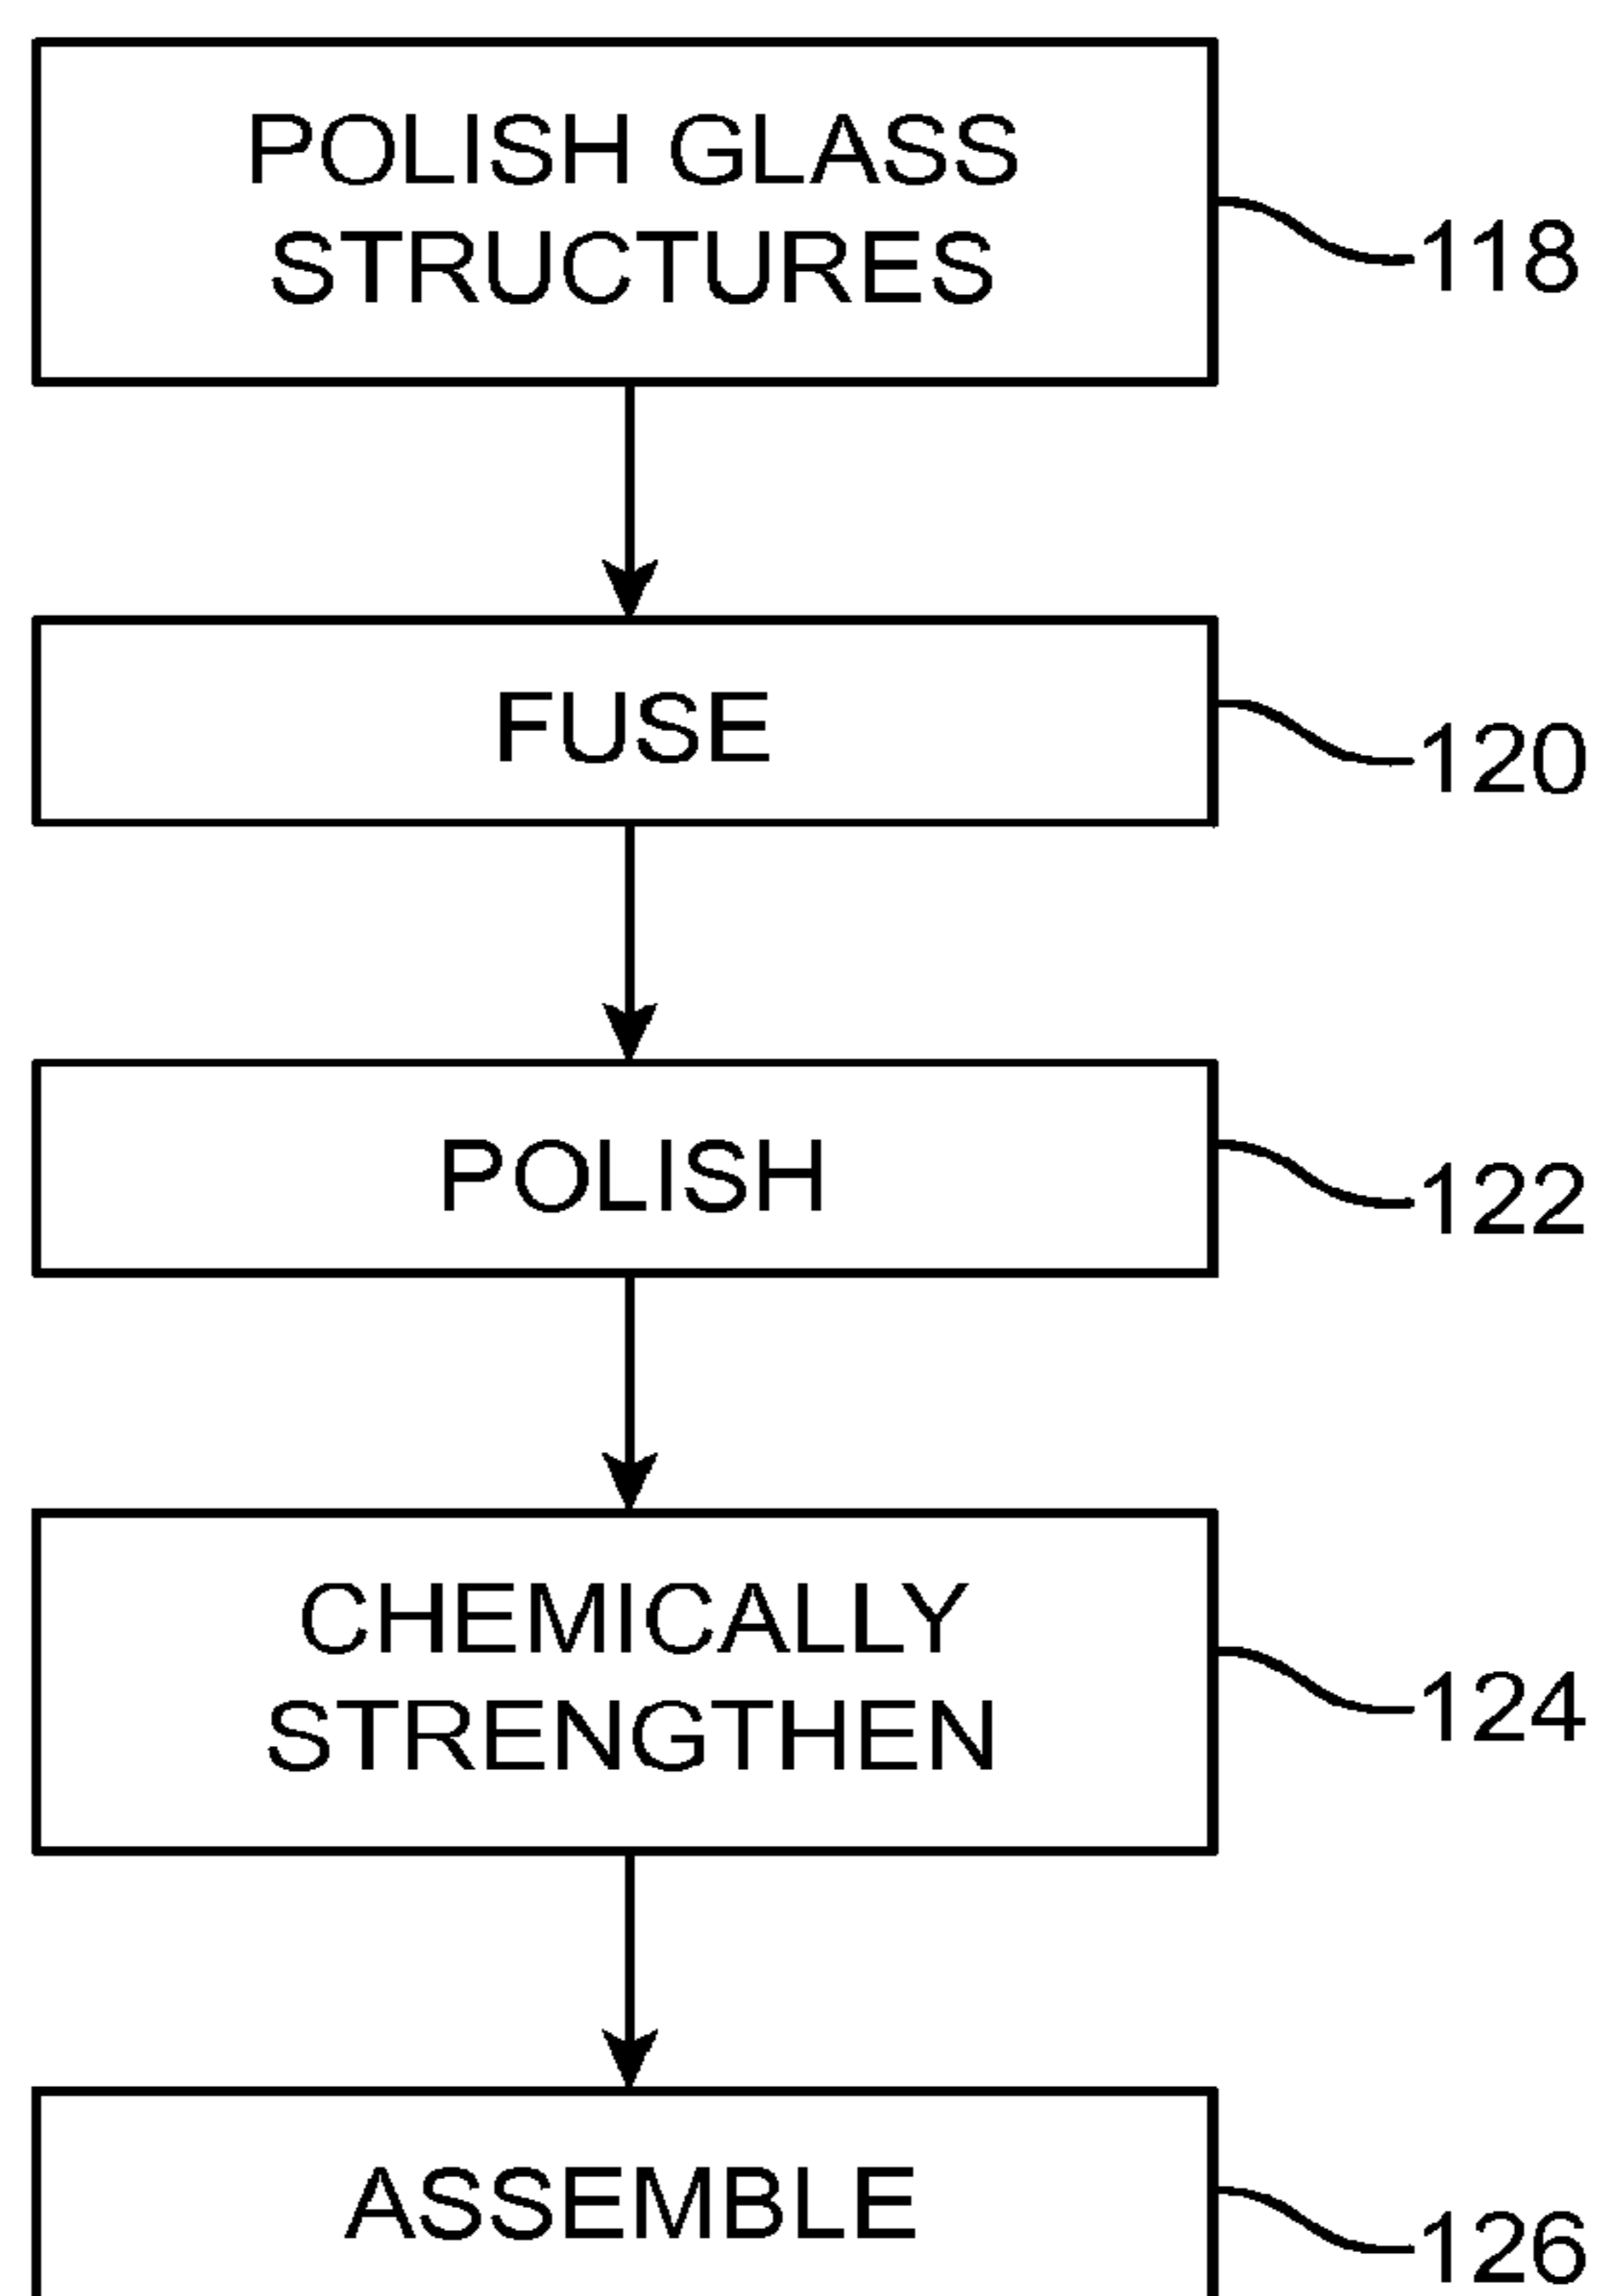 POLISH GLASS
STRUCTURES
118
FUSE
120
POLISH
122
CHEMICALLY
STRENGTHEN
124
ASSEMBLE
126